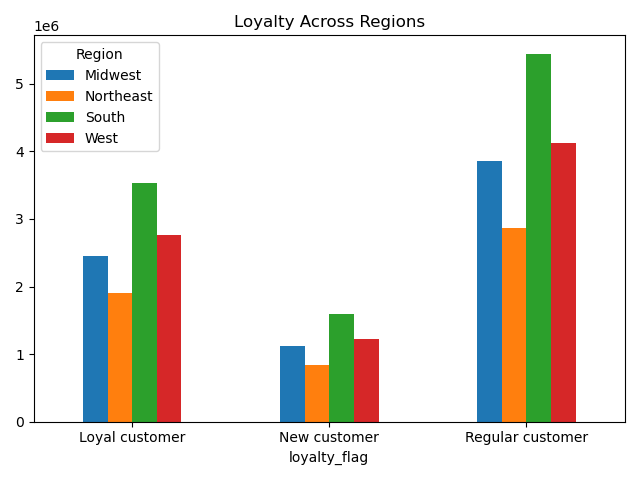 Loyalty Across Regions
1e6
Region
Midwest
Northeast
South
West
5
4
3
2
1
0
Loyal customer New customer Regular customer
loyalty_flag